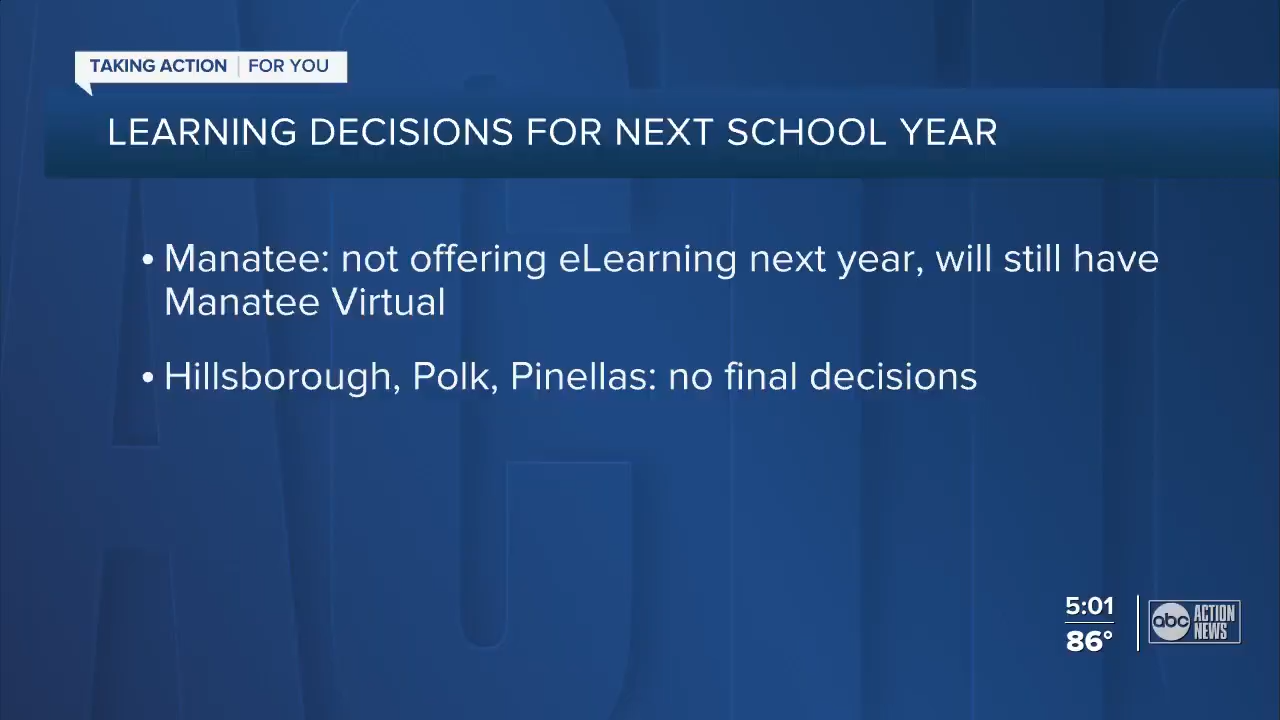 TAKING ACTION | FOR YOU
LEARNING DECISIONS FOR NEXT SCHOOL YEAR
• Manatee: not offering eLearning next year, will still have
Manatee Virtual
• Hillsborough, Polk, Pinellas: no final decisions
5:01
86°
abc ACTION
NEWS